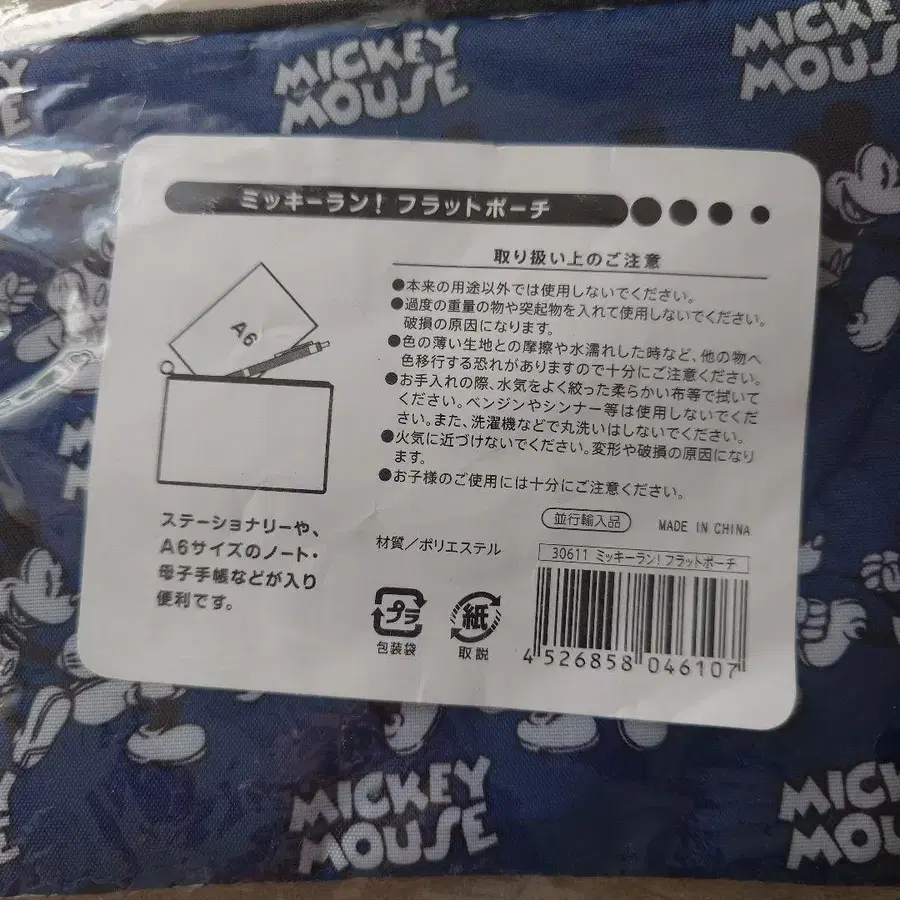 MICKEY
MOUSE
MICKEY
MOUSE
ミッキーラン! フラットポーチ
A6
ステーショナリーや、
A6サイズのノート・
母子手帳などが入り
便利です。
取り扱い上のご注意
●本来の用途以外では使用しないでください。
●過度の重量の物や突起物を入れて使用しないでください。
破損の原因になります。
●色の薄い生地との摩擦や水濡れした時など、他の物へ
色移行する恐れがありますので十分にご注意ください。
●お手入れの際、水気をよく絞った柔らかい布等で拭いて
ください。ベンジンやシンナー等は使用しないでくだ
さい。また、洗濯機などで丸洗いはしないでください。
●火気に近づけないでください。変形や破損の原因になり
ます。
●お子様のご使用には十分にご注意ください。
並行輸入品 MADE IN CHINA
材質/ポリエステル
30611 ミッキーラン! フラットポーチ
プラ
包装袋
紙
取説
4 526858 046107
MICKEY
MOUSE
MICKEY
MOUSE